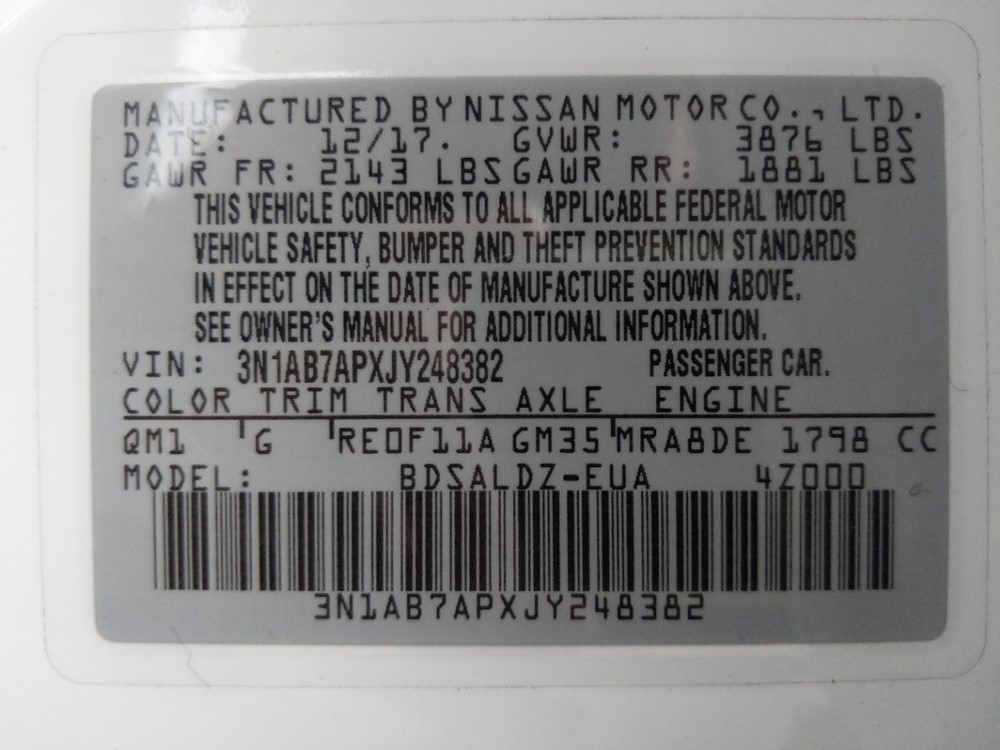 MANUFACTURED BY NISSAN MOTOR CO., LTD.
DATE: 12/17. GVWR: 3876 LBS
GAWR FR: 2143 LBS GAWR RR: 1881 LBS
THIS VEHICLE CONFORMS TO ALL APPLICABLE FEDERAL MOTOR
VEHICLE SAFETY, BUMPER AND THEFT PREVENTION STANDARDS
IN EFFECT ON THE DATE OF MANUFACTURE SHOWN ABOVE.
SEE OWNER'S MANUAL FOR ADDITIONAL INFORMATION.
VIN: 3N1AB7APXJY248382 PASSENGER CAR.
COLOR TRIM TRANS AXLE ENGINE
QM1 G RE0F11A GM35 MRA8DE 1798 CC
MODEL: BDSALDZ-EUA 4Z000
3N1AB7APXJY248382